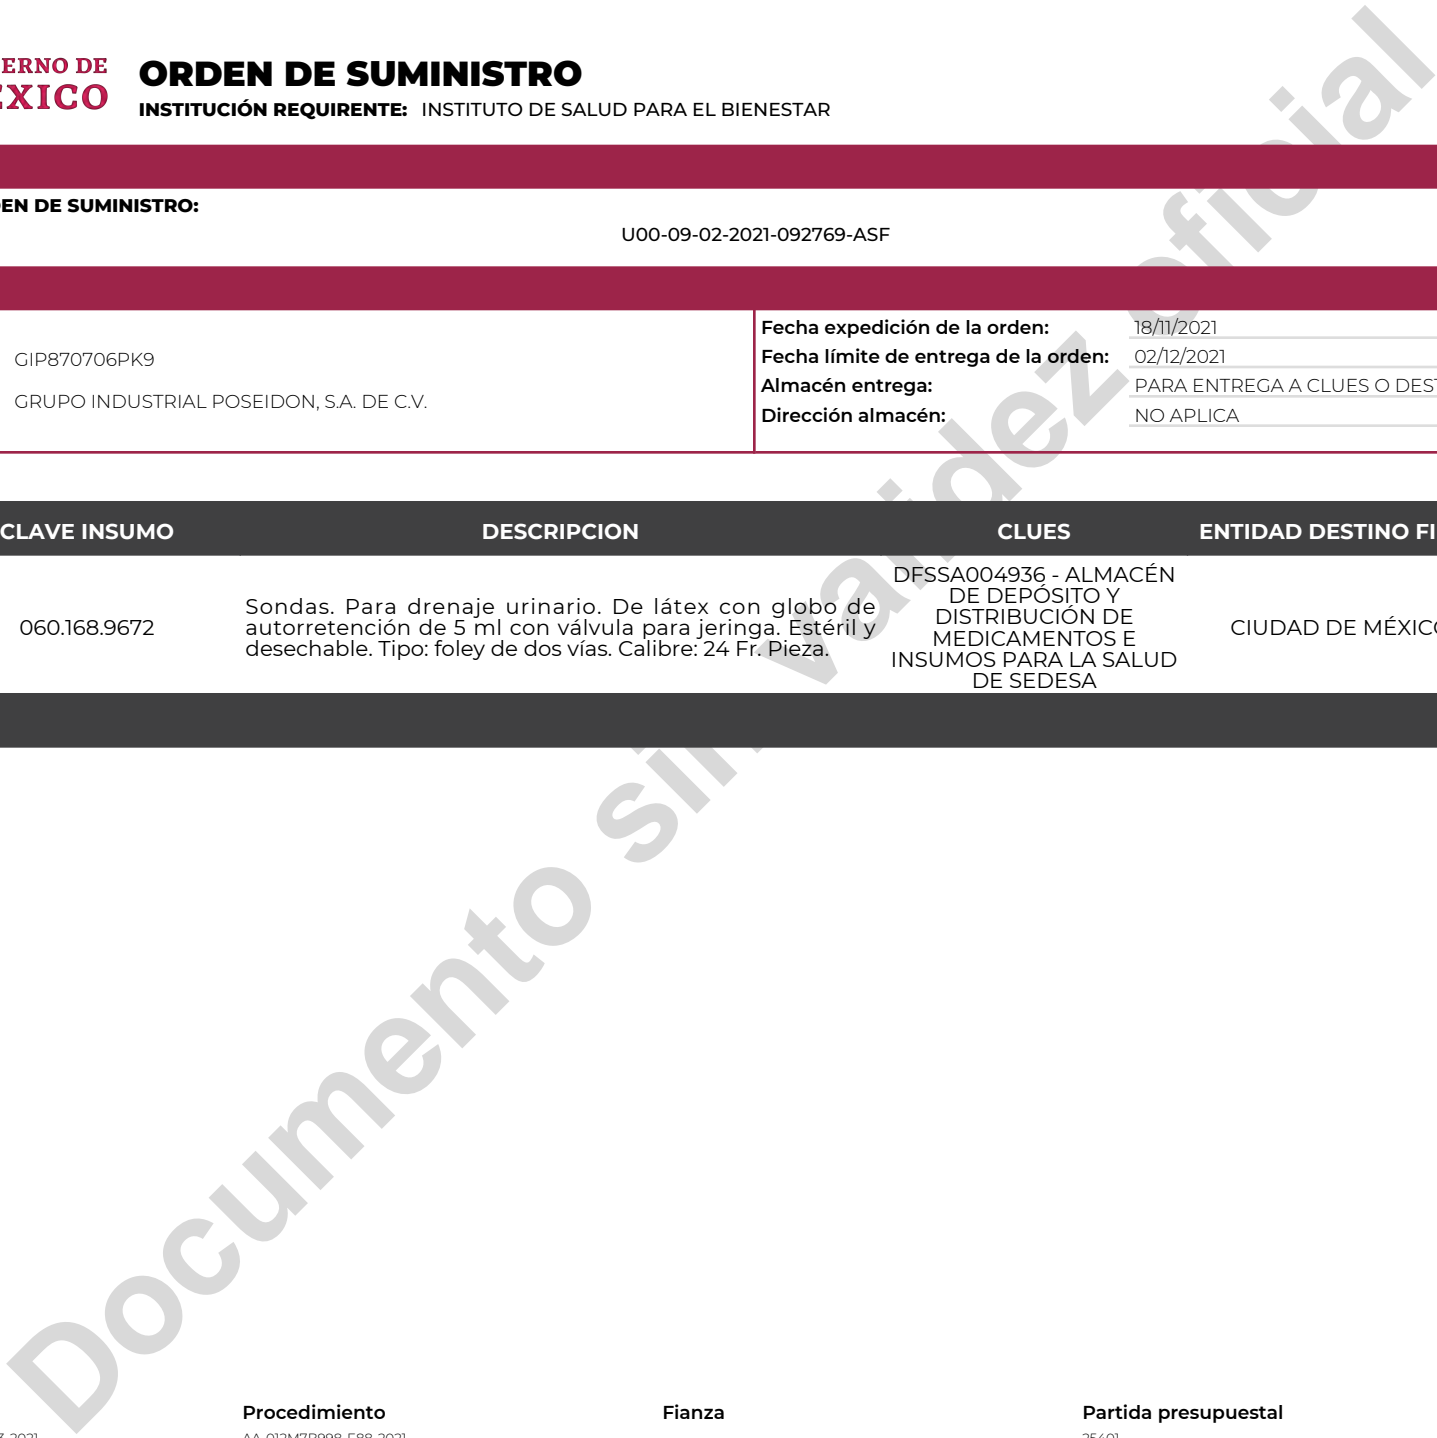 ERNO DE
ÉXICO
ORDEN DE SUMINISTRO
INSTITUCIÓN REQUIRENTE: INSTITUTO DE SALUD PARA EL BIENESTAR
EN DE SUMINISTRO:
U00-09-02-2021-092769-ASF
GIP870706PK9
GRUPO INDUSTRIAL POSEIDON, S.A. DE C.V.
Fecha expedición de la orden: 18/11/2021
Fecha límite de entrega de la orden: 02/12/2021
Almacén entrega: PARA ENTREGA A CLUES O DEST
Dirección almacén: NO APLICA
CLAVE INSUMO DESCRIPCION CLUES ENTIDAD DESTINO FI
060.168.9672
Sondas. Para drenaje urinario. De látex con globo de
autorretención de 5 ml con válvula para jeringa. Estéril y
desechable. Tipo: foley de dos vías. Calibre: 24 Fr. Pieza.
DFSSA004936 - ALMACÉN
DE DEPÓSITO Y
DISTRIBUCIÓN DE
MEDICAMENTOS E
INSUMOS PARA LA SALUD
DE SEDESA
CIUDAD DE MÉXICO
Documento sin validez oficial
Procedimiento Fianza Partida presupuestal